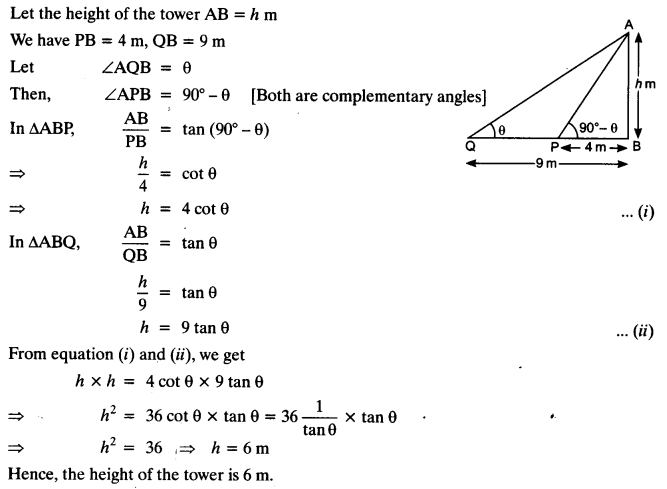 Let the height of the tower AB = h m
We have PB = 4 m, QB = 9 m
Let ∠AQB = θ
Then, ∠APB = 90° – θ [Both are complementary angles]
In ΔABP, AB/PB = tan (90° – θ)
⇒ h/4 = cot θ
⇒ h = 4 cot θ ... (i)
In ΔABQ, AB/QB = tan θ
h/9 = tan θ
h = 9 tan θ ... (ii)
From equation (i) and (ii), we get
h × h = 4 cot θ × 9 tan θ
⇒ h² = 36 cot θ × tan θ = 36 1/tan θ × tan θ
⇒ h² = 36 ⇒ h = 6 m
Hence, the height of the tower is 6 m.
A
h m
θ
90° – θ
Q
P
4 m
B
9 m